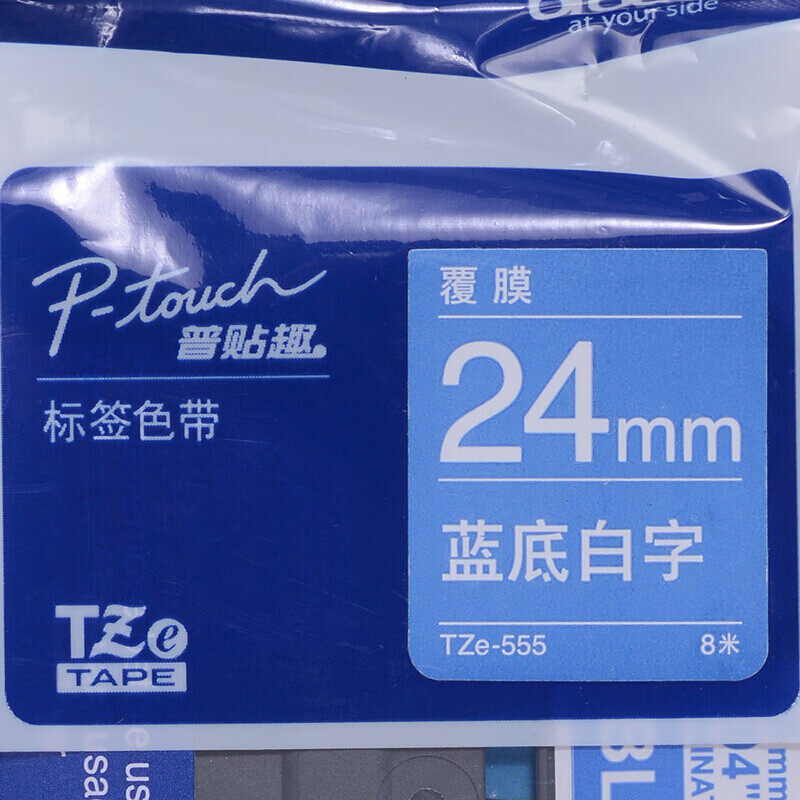 at your side
P-touch
普贴趣
标签色带
TZe
TAPE
覆膜
24mm
蓝底白字
TZe-555
8米